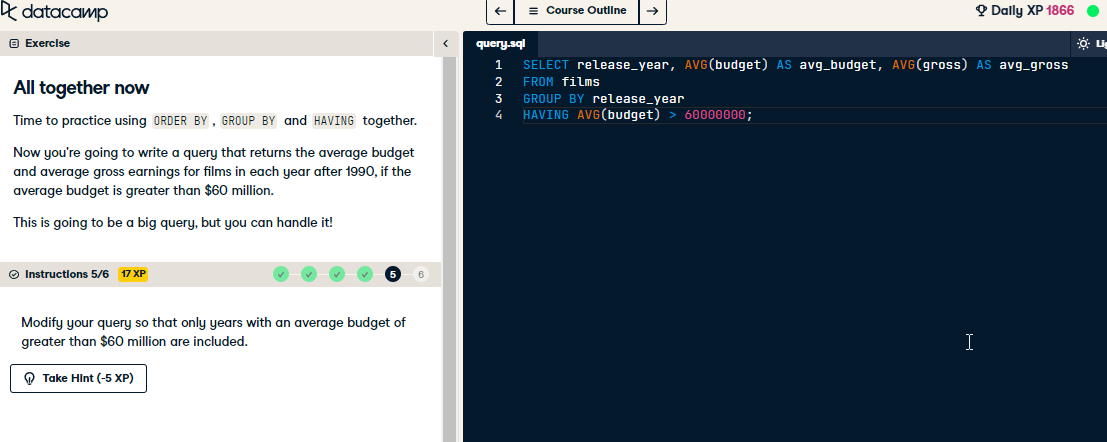 datacamp
Course Outline
Daily XP 1866
Exercise
query.sql
All together now
Time to practice using ORDER BY , GROUP BY and HAVING together.
Now you're going to write a query that returns the average budget
and average gross earnings for films in each year after 1990, if the
average budget is greater than $60 million.
This is going to be a big query, but you can handle it!
Instructions 5/6 17 XP
5 6
Modify your query so that only years with an average budget of
greater than $60 million are included.
Take Hint (-5 XP)
1 SELECT release_year, AVG(budget) AS avg_budget, AVG(gross) AS avg_gross
2 FROM films
3 GROUP BY release_year
4 HAVING AVG(budget) > 60000000;